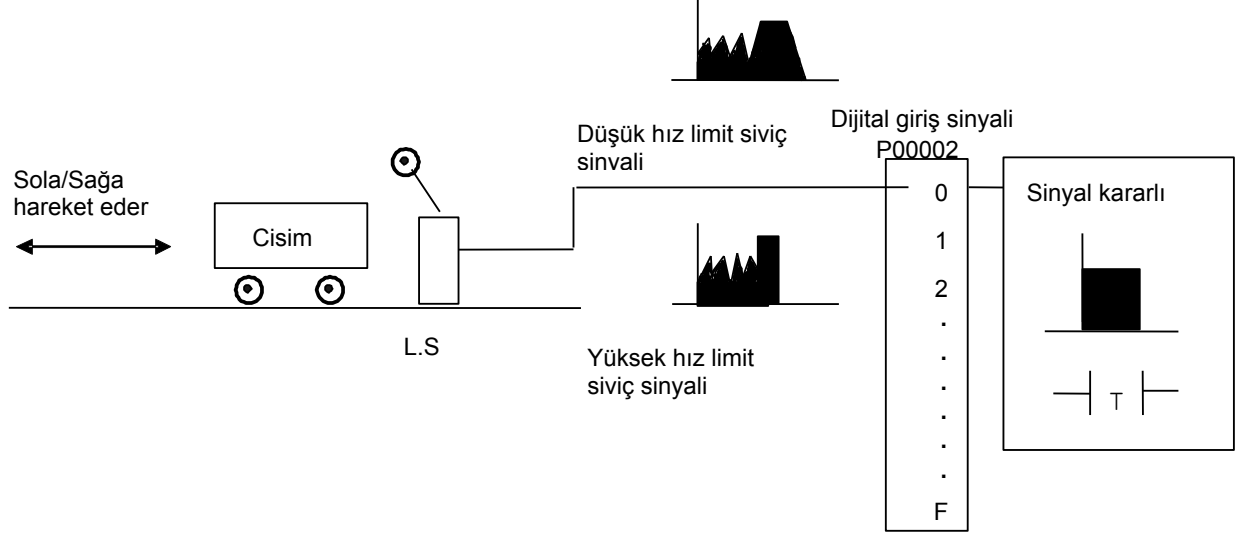 Dijital giriş sinyali
P00002
Düşük hız limit siviç
sinvali
Sola/Sağa
hareket eder
Cisim
L.S
Yüksek hız limit
siviç sinyali
0
1
2
.
.
.
.
.
.
F
Sinyal kararlı
T